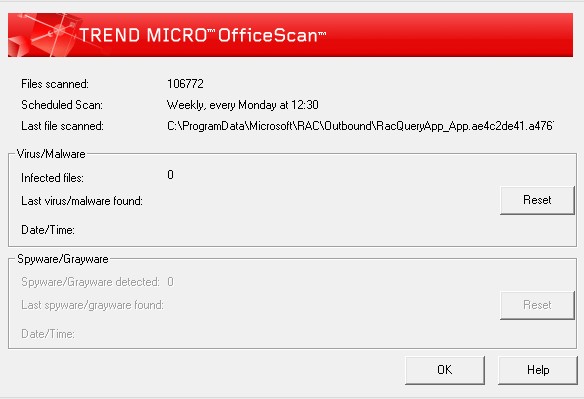 TREND MICRO™ OfficeScan™
Files scanned: 106772
Scheduled Scan: Weekly, every Monday at 12:30
Last file scanned: C:\ProgramData\Microsoft\RAC\Outbound\RacQueryApp_App.ae4c2de41.a476
Virus/Malware
Infected files: 0
Last virus/malware found:
Reset
Date/Time:
Spyware/Grayware
Spyware/Grayware detected: 0
Last spyware/grayware found:
Reset
Date/Time:
OK Help